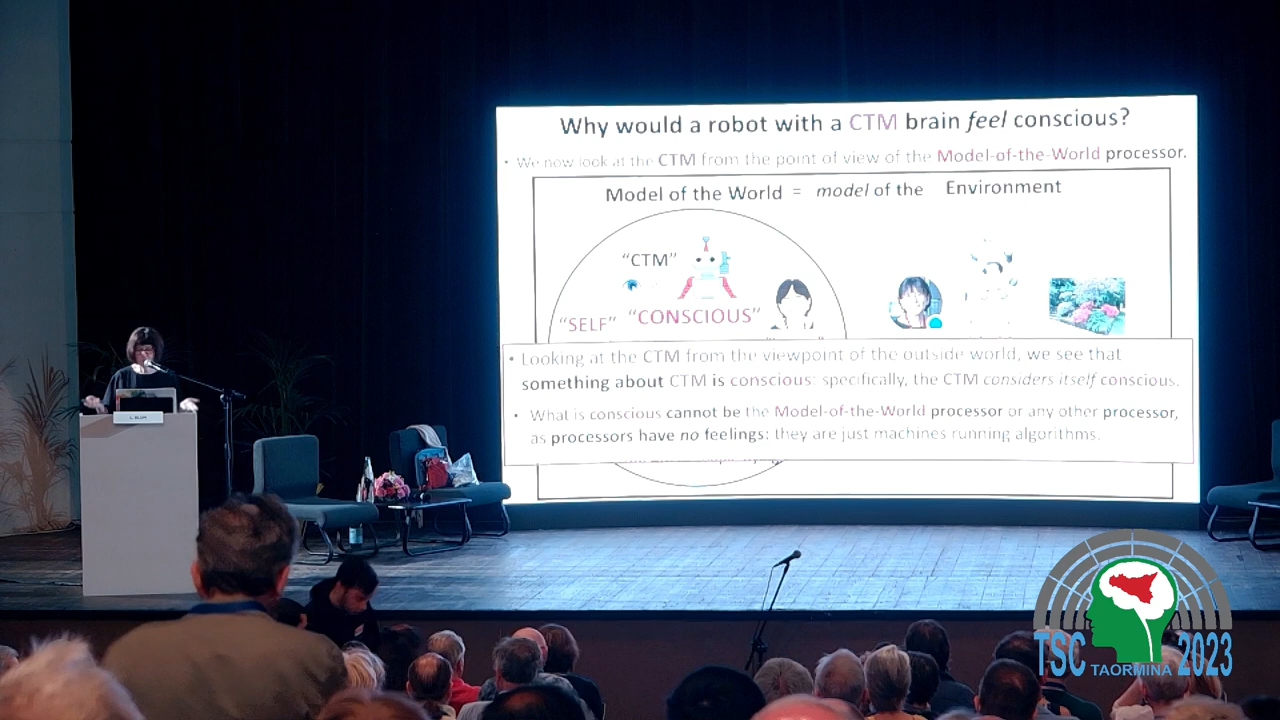 Why would a robot with a CTM brain feel conscious?
• We now look at the CTM from the point of view of the Model-of-the-World processor.
Model of the World = model of the Environment
“CTM”
“SELF” “CONSCIOUS”
• Looking at the CTM from the viewpoint of the outside world, we see that
something about CTM is conscious: specifically, the CTM considers itself conscious.
• What is conscious cannot be the Model-of-the-World processor or any other processor,
as processors have no feelings: they are just machines running algorithms.
L. BLUM
TSC TAORMINA 2023